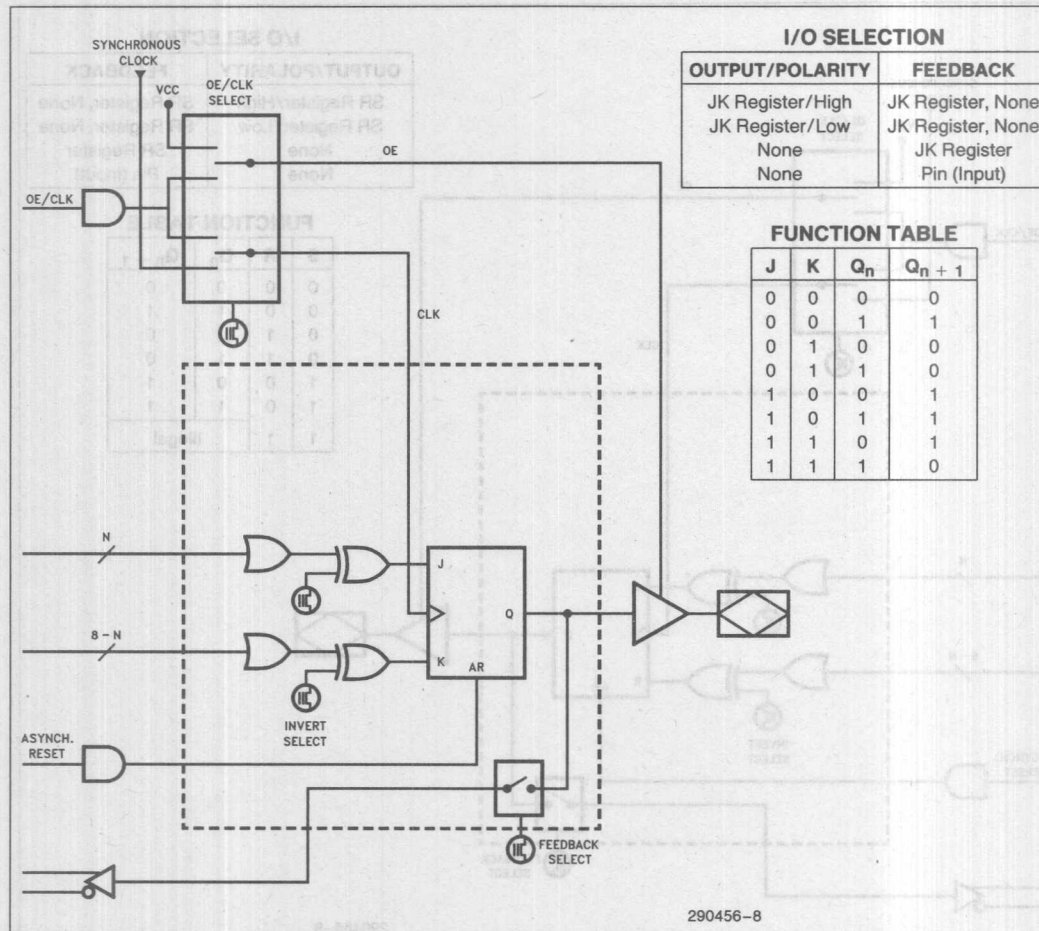 SYNCHRONOUS
CLOCK
VCC
OE/CLK
SELECT
OE
OE/CLK
CLK
I/O SELECTION
OUTPUT/POLARITY FEEDBACK
JK Register/High JK Register, None
JK Register/Low JK Register, None
None JK Register
None Pin (Input)
FUNCTION TABLE
J K Qn Qn + 1
0 0 0 0
0 0 1 1
0 1 0 0
0 1 1 0
1 0 0 1
1 0 1 1
1 1 0 1
1 1 1 0
N
J
Q
8 - N
K
AR
INVERT
SELECT
ASYNCH.
RESET
FEEDBACK
SELECT
290456-8